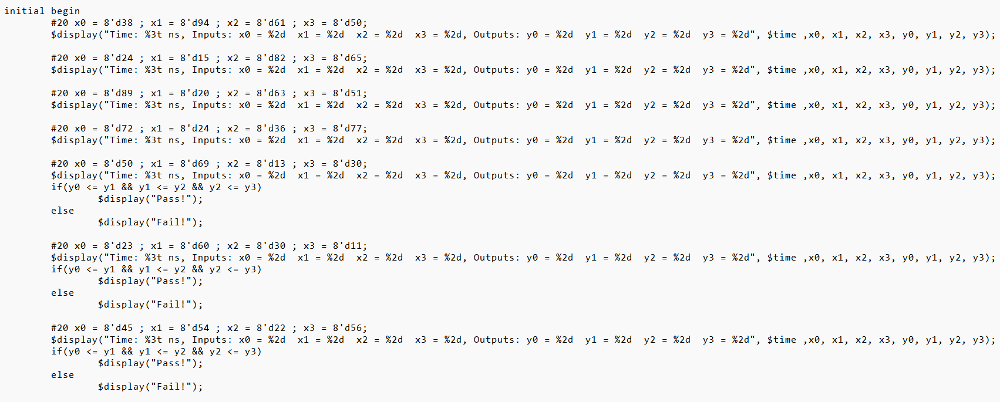 initial begin
#20 x0 = 8'd38 ; x1 = 8'd94 ; x2 = 8'd61 ; x3 = 8'd50;
$display("Time: %3t ns, Inputs: x0 = %2d  x1 = %2d  x2 = %2d  x3 = %2d, Outputs: y0 = %2d  y1 = %2d  y2 = %2d  y3 = %2d", $time ,x0, x1, x2, x3, y0, y1, y2, y3);
#20 x0 = 8'd24 ; x1 = 8'd15 ; x2 = 8'd82 ; x3 = 8'd65;
$display("Time: %3t ns, Inputs: x0 = %2d  x1 = %2d  x2 = %2d  x3 = %2d, Outputs: y0 = %2d  y1 = %2d  y2 = %2d  y3 = %2d", $time ,x0, x1, x2, x3, y0, y1, y2, y3);
#20 x0 = 8'd89 ; x1 = 8'd20 ; x2 = 8'd63 ; x3 = 8'd51;
$display("Time: %3t ns, Inputs: x0 = %2d  x1 = %2d  x2 = %2d  x3 = %2d, Outputs: y0 = %2d  y1 = %2d  y2 = %2d  y3 = %2d", $time ,x0, x1, x2, x3, y0, y1, y2, y3);
#20 x0 = 8'd72 ; x1 = 8'd24 ; x2 = 8'd36 ; x3 = 8'd77;
$display("Time: %3t ns, Inputs: x0 = %2d  x1 = %2d  x2 = %2d  x3 = %2d, Outputs: y0 = %2d  y1 = %2d  y2 = %2d  y3 = %2d", $time ,x0, x1, x2, x3, y0, y1, y2, y3);
#20 x0 = 8'd50 ; x1 = 8'd69 ; x2 = 8'd13 ; x3 = 8'd30;
$display("Time: %3t ns, Inputs: x0 = %2d  x1 = %2d  x2 = %2d  x3 = %2d, Outputs: y0 = %2d  y1 = %2d  y2 = %2d  y3 = %2d", $time ,x0, x1, x2, x3, y0, y1, y2, y3);
if(y0 <= y1 && y1 <= y2 && y2 <= y3)
$display("Pass!");
else
$display("Fail!");
#20 x0 = 8'd23 ; x1 = 8'd60 ; x2 = 8'd30 ; x3 = 8'd11;
$display("Time: %3t ns, Inputs: x0 = %2d  x1 = %2d  x2 = %2d  x3 = %2d, Outputs: y0 = %2d  y1 = %2d  y2 = %2d  y3 = %2d", $time ,x0, x1, x2, x3, y0, y1, y2, y3);
if(y0 <= y1 && y1 <= y2 && y2 <= y3)
$display("Pass!");
else
$display("Fail!");
#20 x0 = 8'd45 ; x1 = 8'd54 ; x2 = 8'd22 ; x3 = 8'd56;
$display("Time: %3t ns, Inputs: x0 = %2d  x1 = %2d  x2 = %2d  x3 = %2d, Outputs: y0 = %2d  y1 = %2d  y2 = %2d  y3 = %2d", $time ,x0, x1, x2, x3, y0, y1, y2, y3);
if(y0 <= y1 && y1 <= y2 && y2 <= y3)
$display("Pass!");
else
$display("Fail!");